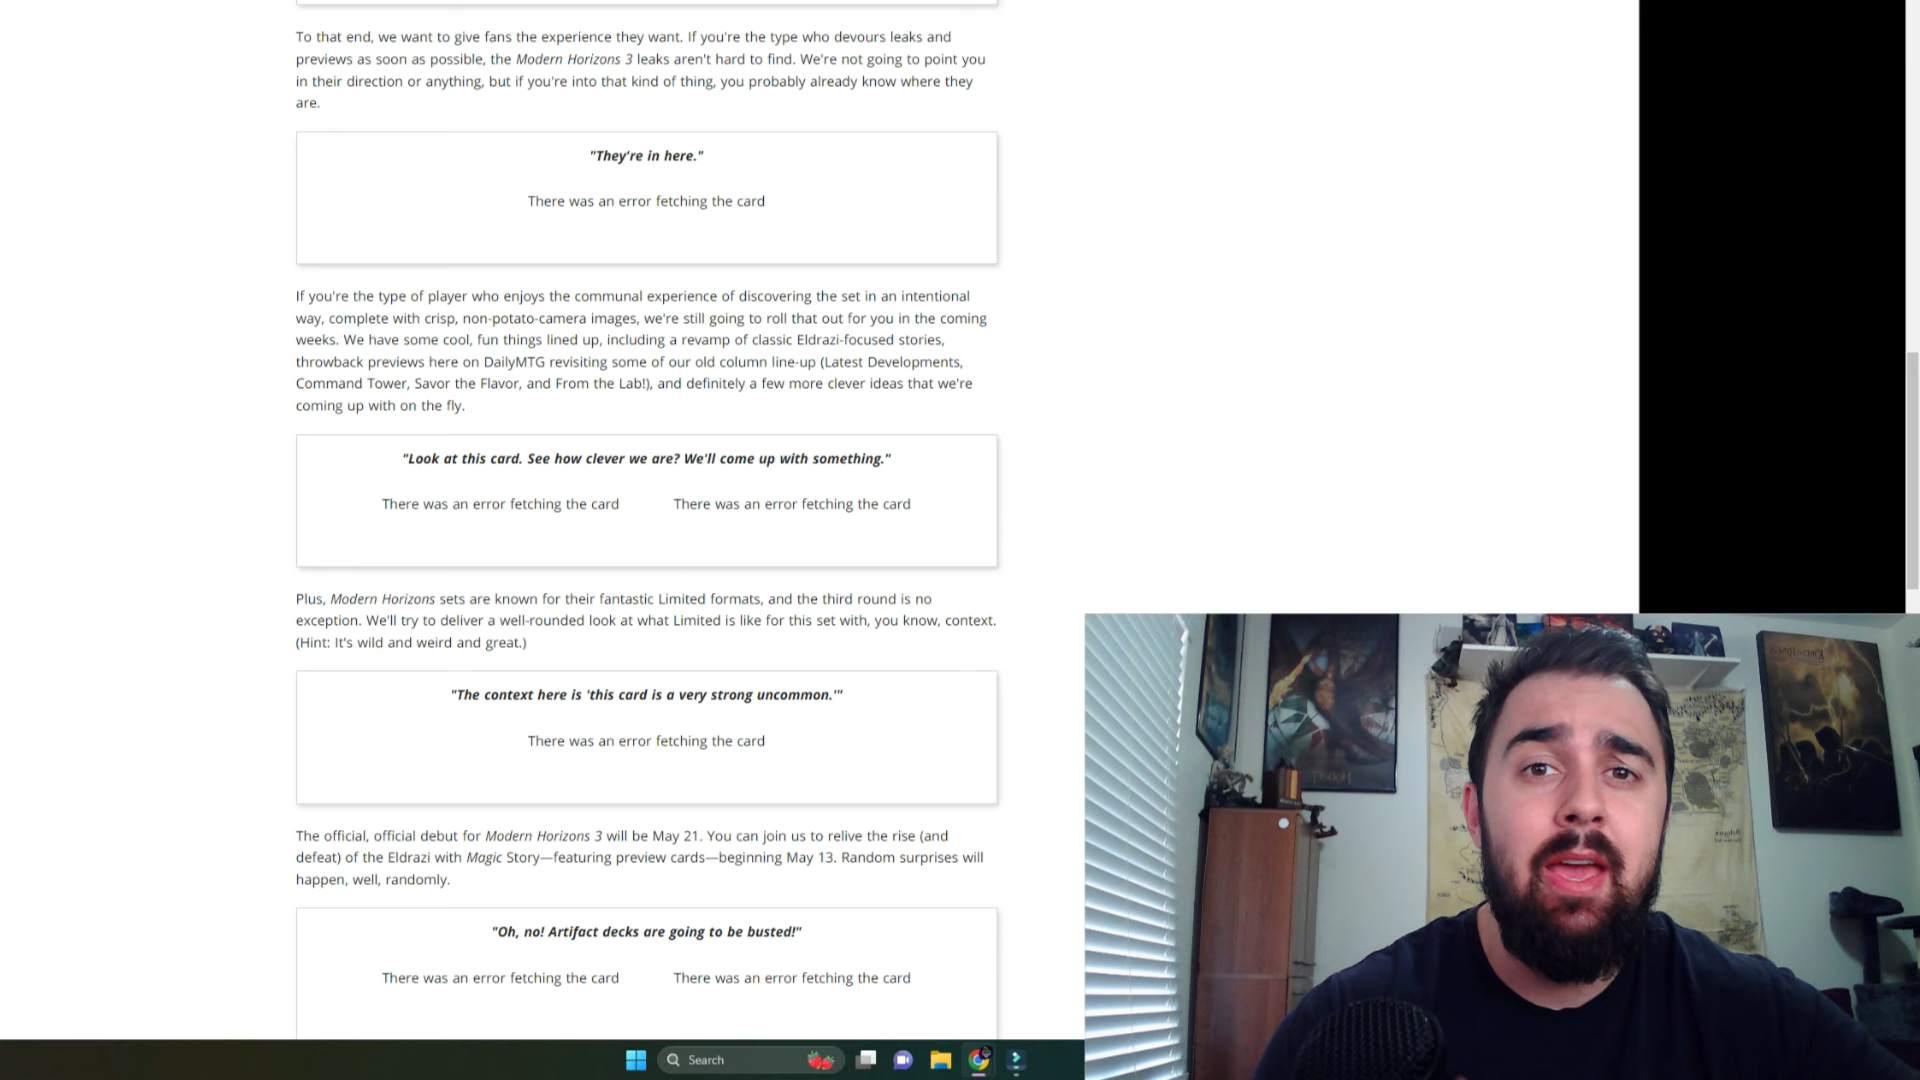 To that end, we want to give fans the experience they want. If you're the type who devours leaks and
previews as soon as possible, the Modern Horizons 3 leaks aren't hard to find. We're not going to point you
in their direction or anything, but if you're into that kind of thing, you probably already know where they
are.
"They're in here."
There was an error fetching the card
If you're the type of player who enjoys the communal experience of discovering the set in an intentional
way, complete with crisp, non-potato-camera images, we're still going to roll that out for you in the coming
weeks. We have some cool, fun things lined up, including a revamp of classic Eldrazi-focused stories,
throwback previews here on DailyMTG revisiting some of our old column line-up (Latest Developments,
Command Tower, Savor the Flavor, and From the Lab!), and definitely a few more clever ideas that we're
coming up with on the fly.
"Look at this card. See how clever we are? We'll come up with something."
There was an error fetching the card There was an error fetching the card
Plus, Modern Horizons sets are known for their fantastic Limited formats, and the third round is no
exception. We'll try to deliver a well-rounded look at what Limited is like for this set with, you know, context.
(Hint: It's wild and weird and great.)
"The context here is 'this card is a very strong uncommon.'"
There was an error fetching the card
The official, official debut for Modern Horizons 3 will be May 21. You can join us to relive the rise (and
defeat) of the Eldrazi with Magic Story—featuring preview cards—beginning May 13. Random surprises will
happen, well, randomly.
"Oh, no! Artifact decks are going to be busted!"
There was an error fetching the card There was an error fetching the card
Search